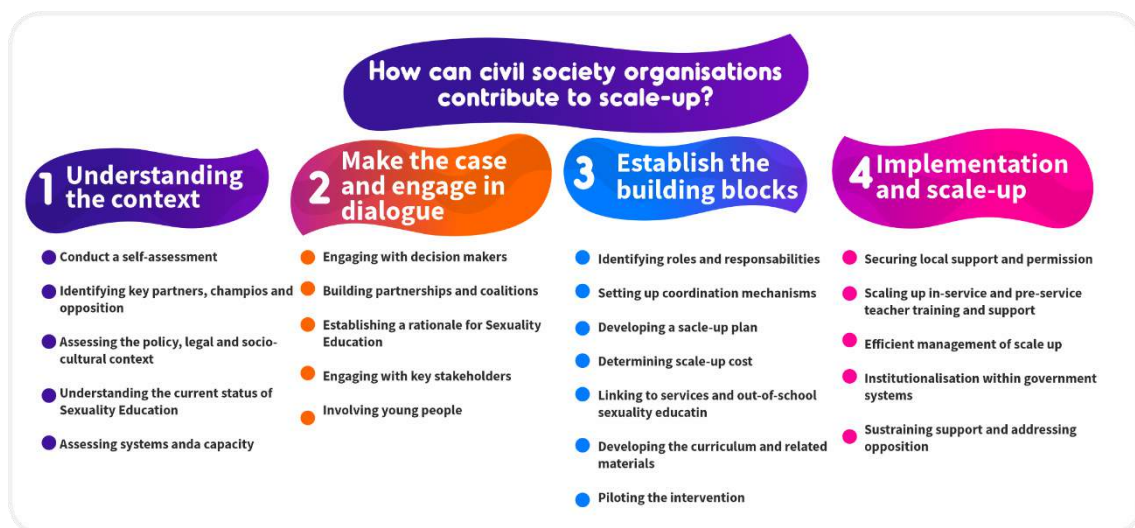 How can civil society organisations
contribute to scale-up?
1 Understanding
the context
Conduct a self-assessment
Identifying key partners, champios and
opposition
Assessing the policy, legal and socio-
cultural context
Understanding the current status of
Sexuality Education
Assessing systems anda capacity
2 Make the case
and engage in
dialogue
Engaging with decision makers
Building partnerships and coalitions
Establishing a rationale for Sexuality
Education
Engaging with key stakeholders
Involving young people
3 Establish the
building blocks
Identifying roles and responsabilities
Setting up coordination mechanisms
Developing a sacle-up plan
Determining scale-up cost
Linking to services and out-of-school
sexuality educatin
Developing the curriculum and related
materials
Piloting the intervention
4 Implementation
and scale-up
Securing local support and permission
Scaling up in-service and pre-service
teacher training and support
Efficient management of scale up
Institutionalisation within government
systems
Sustraining support and addressing
opposition